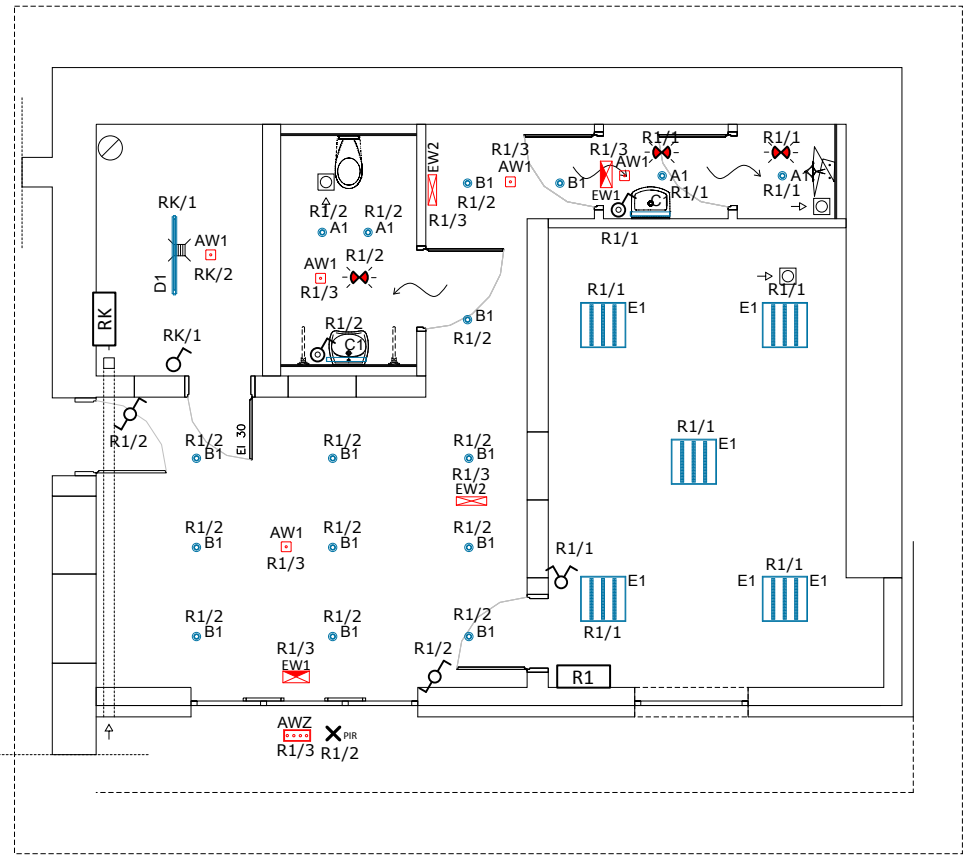 R1/1
R1/1
R1/3
R1/3
EW2
AW1
AW1
B1
B1
A1
A1
R1/2
R1/1
R1/1
EW1
C
RK/1
R1/2
R1/2
R1/3
A1
A1
R1/1
AW1
RK/2
AW1
R1/2
R1/3
D1
R1/1
R1/1
E1
E1
RK
RK/1
R1/2
C1
B1
R1/2
R1/2
R1/1
E1
EI 30
R1/2
R1/2
R1/2
B1
B1
B1
R1/3
EW2
R1/2
AW1
R1/2
R1/2
B1
R1/3
B1
B1
R1/1
R1/1
E1
E1
E1
R1/2
R1/2
R1/2
B1
B1
B1
R1/1
R1/3
EW1
R1/2
R1
AWZ
PIR
R1/3
R1/2